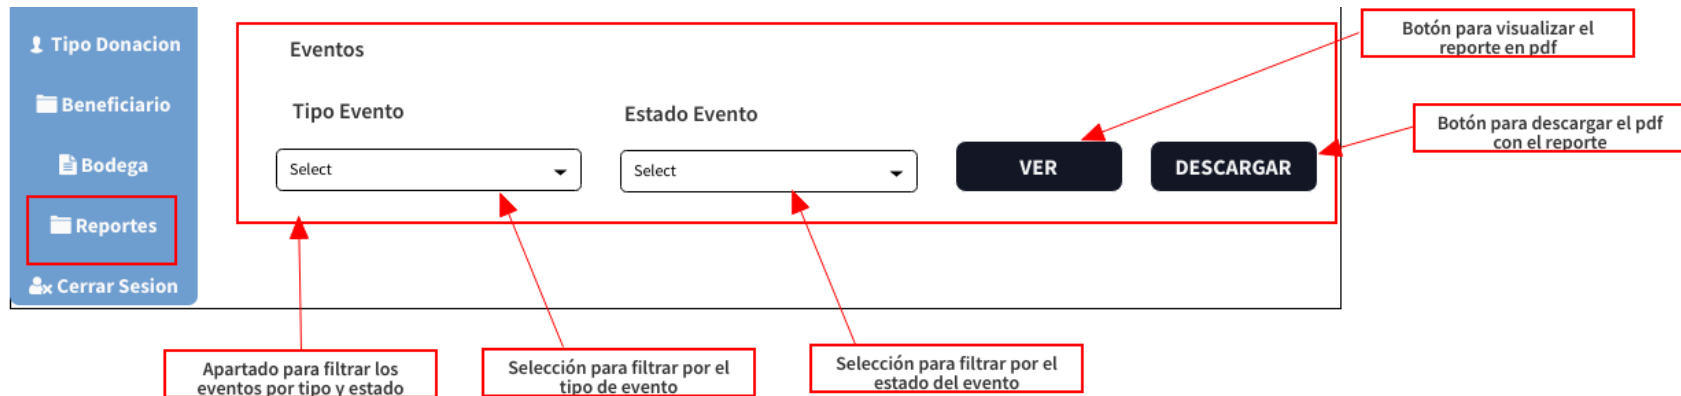 Tipo Donacion
Beneficiario
Bodega
Reportes
Cerrar Sesion
Eventos
Tipo Evento
Estado Evento
Select
Select
VER
DESCARGAR
Botón para visualizar el
reporte en pdf
Botón para descargar el pdf
con el reporte
Apartado para filtrar los
eventos por tipo y estado
Selección para filtrar por el
tipo de evento
Selección para filtrar por el
estado del evento